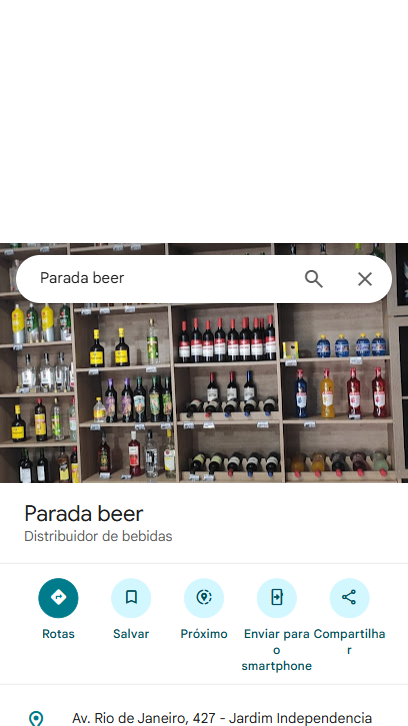 Parada beer
Parada beer
Distribuidor de bebidas
Rotas
Salvar
Próximo
Enviar para
o
smartphone
Compartilha
r
Av. Rio de Janeiro, 427 - Jardim Independencia